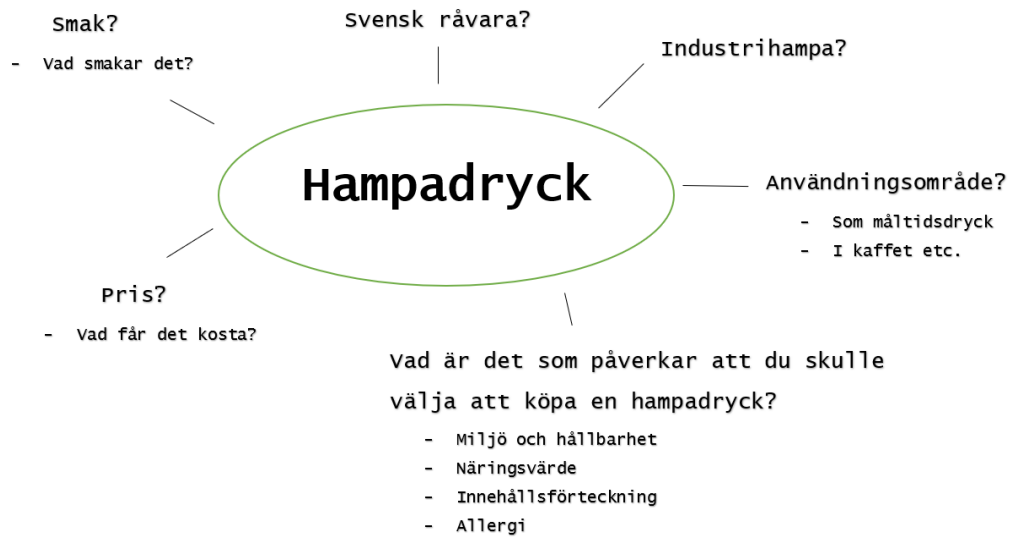 Smak?
- Vad smakar det?
Svensk råvara?
Industrihampa?
Hampadryck
Användningsområde?
- Som måltidsdryck
- I kaffet etc.
Pris?
- Vad får det kosta?
Vad är det som påverkar att du skulle
välja att köpa en hampadryck?
- Miljö och hållbarhet
- Näringsvärde
- Innehållsförteckning
- Allergi